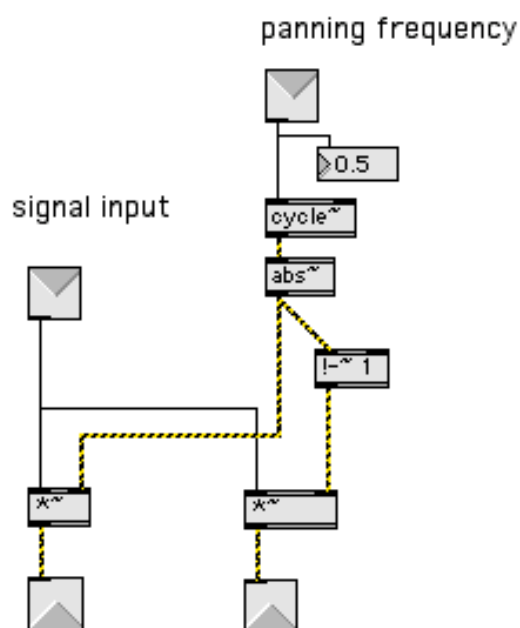 panning frequency
0.5
signal input
cycle~
abs~
!-~ 1
*~
*~